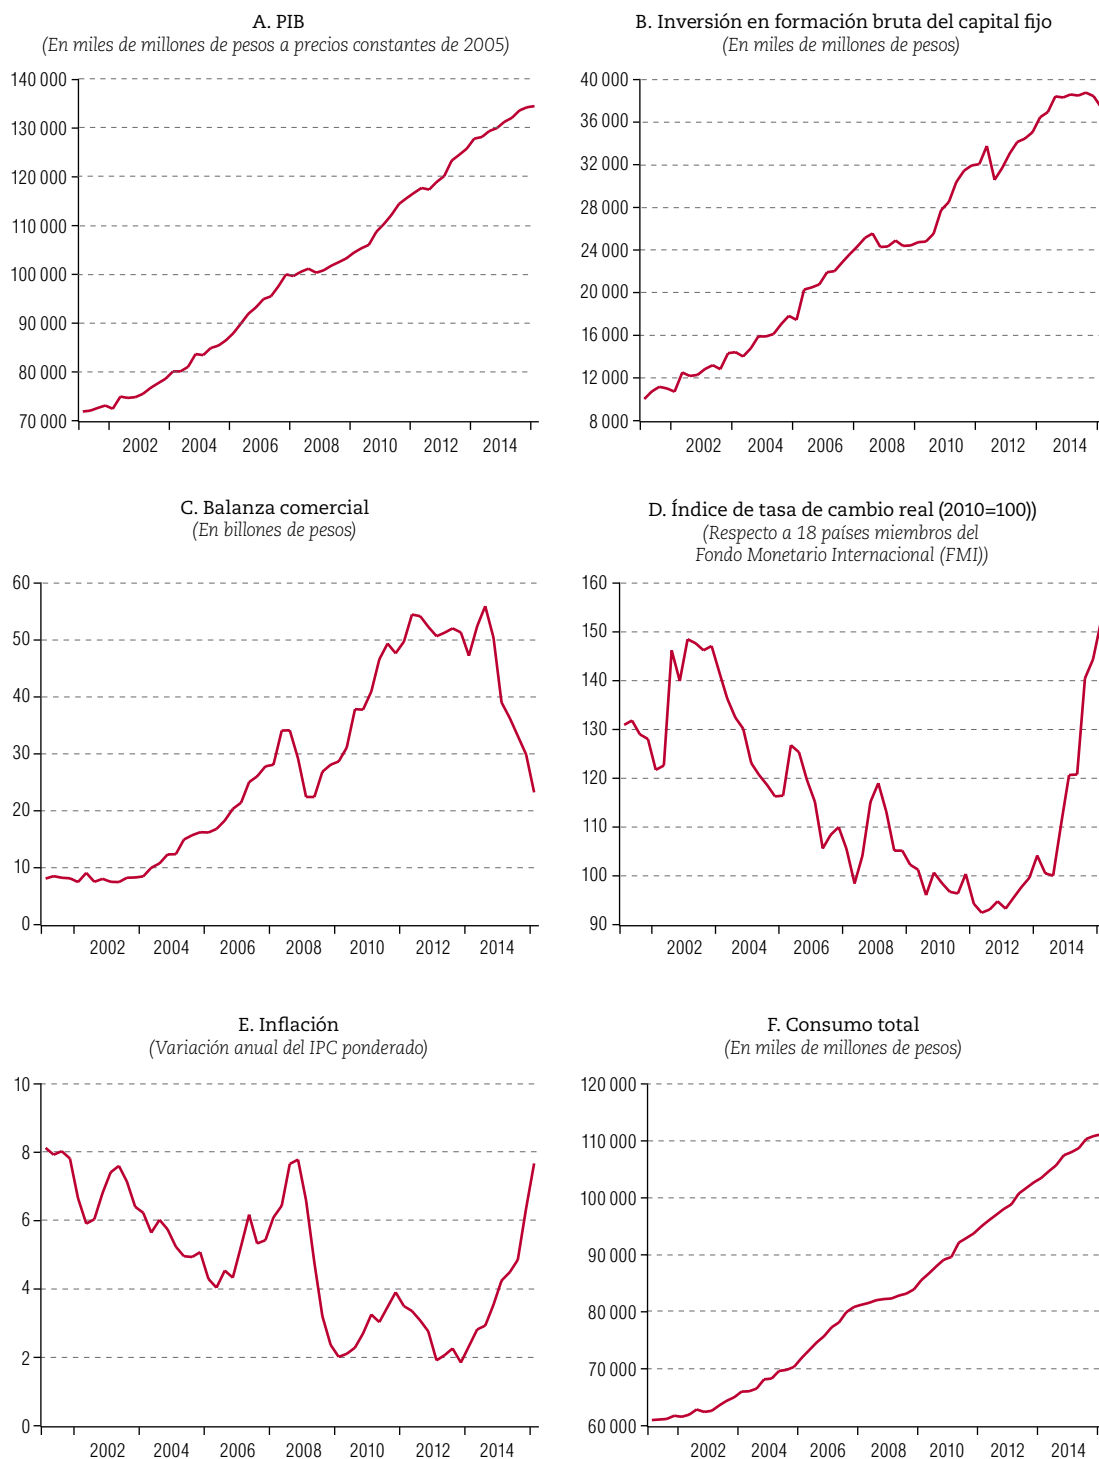 A. PIB
(En miles de millones de pesos a precios constantes de 2005)
140 000
130 000
120 000
110 000
100 000
90 000
80 000
70 000
2002 2004 2006 2008 2010 2012 2014
B. Inversión en formación bruta del capital fijo
(En miles de millones de pesos)
40 000
36 000
32 000
28 000
24 000
20 000
16 000
12 000
8 000
2002 2004 2006 2008 2010 2012 2014
C. Balanza comercial
(En billones de pesos)
60
50
40
30
20
10
0
2002 2004 2006 2008 2010 2012 2014
D. Índice de tasa de cambio real (2010=100))
(Respecto a 18 países miembros del
Fondo Monetario Internacional (FMI))
160
150
140
130
120
110
100
90
2002 2004 2006 2008 2010 2012 2014
E. Inflación
(Variación anual del IPC ponderado)
10
8
6
4
2
0
2002 2004 2006 2008 2010 2012 2014
F. Consumo total
(En miles de millones de pesos)
120 000
110 000
100 000
90 000
80 000
70 000
60 000
2002 2004 2006 2008 2010 2012 2014